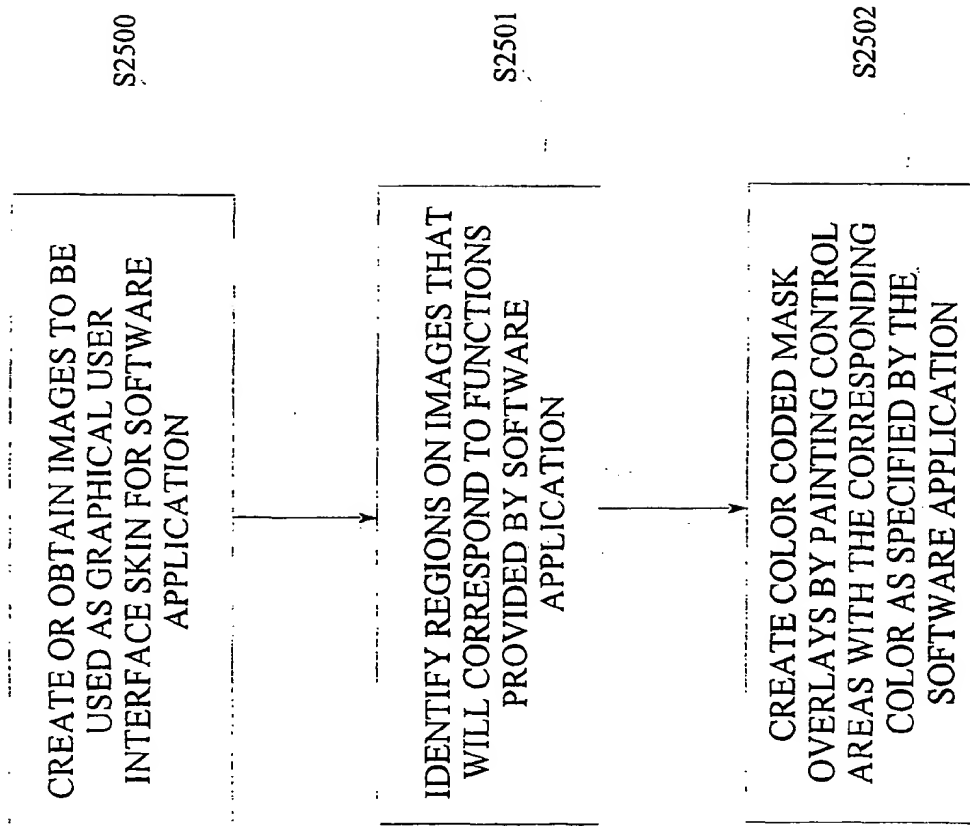 CREATE OR OBTAIN IMAGES TO BE
USED AS GRAPHICAL USER
INTERFACE SKIN FOR SOFTWARE
APPLICATION
S2500
IDENTIFY REGIONS ON IMAGES THAT
WILL CORRESPOND TO FUNCTIONS
PROVIDED BY SOFTWARE
APPLICATION
S2501
CREATE COLOR CODED MASK
OVERLAYS BY PAINTING CONTROL
AREAS WITH THE CORRESPONDING
COLOR AS SPECIFIED BY THE
SOFTWARE APPLICATION
S2502